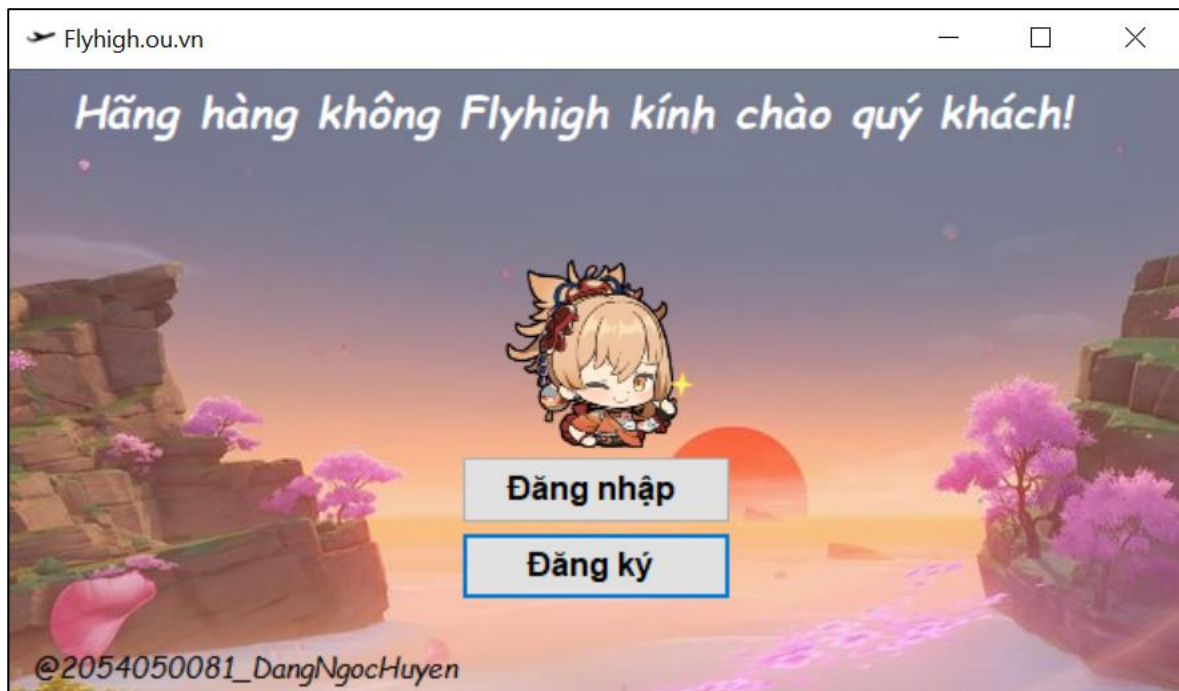 Flyhigh.ou.vn
Hãng hàng không Flyhigh kính chào quý khách!
Đăng nhập
Đăng ký
@2054050081_DangNgocHuyen